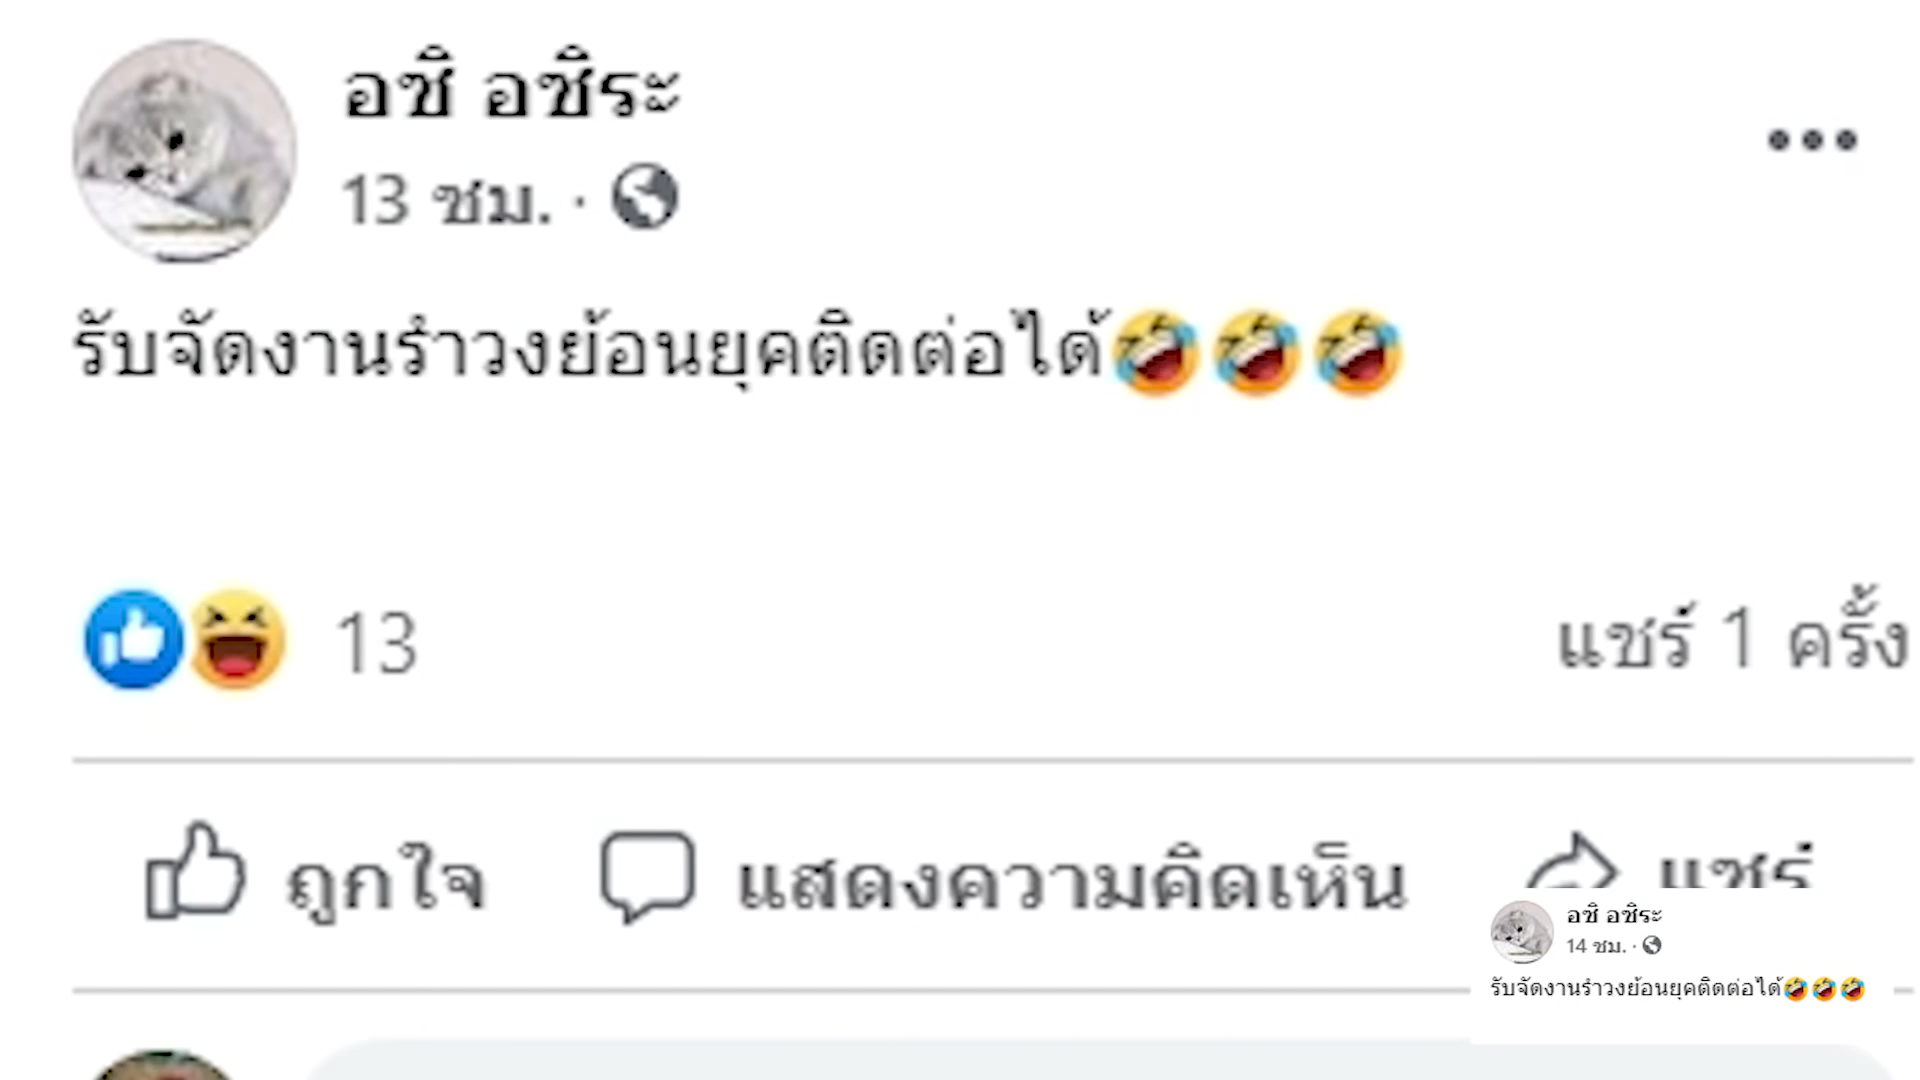 อชิ อชิระ
13 ชม. ·
รับจัดงานรำวงย้อนยุคติดต่อได้🤣🤣🤣
13
แชร์ 1 ครั้ง
ถูกใจ
แสดงความคิดเห็น
แชร์
อชิ อชิระ
14 ชม. ·
รับจัดงานรำวงย้อนยุคติดต่อได้🤣🤣🤣